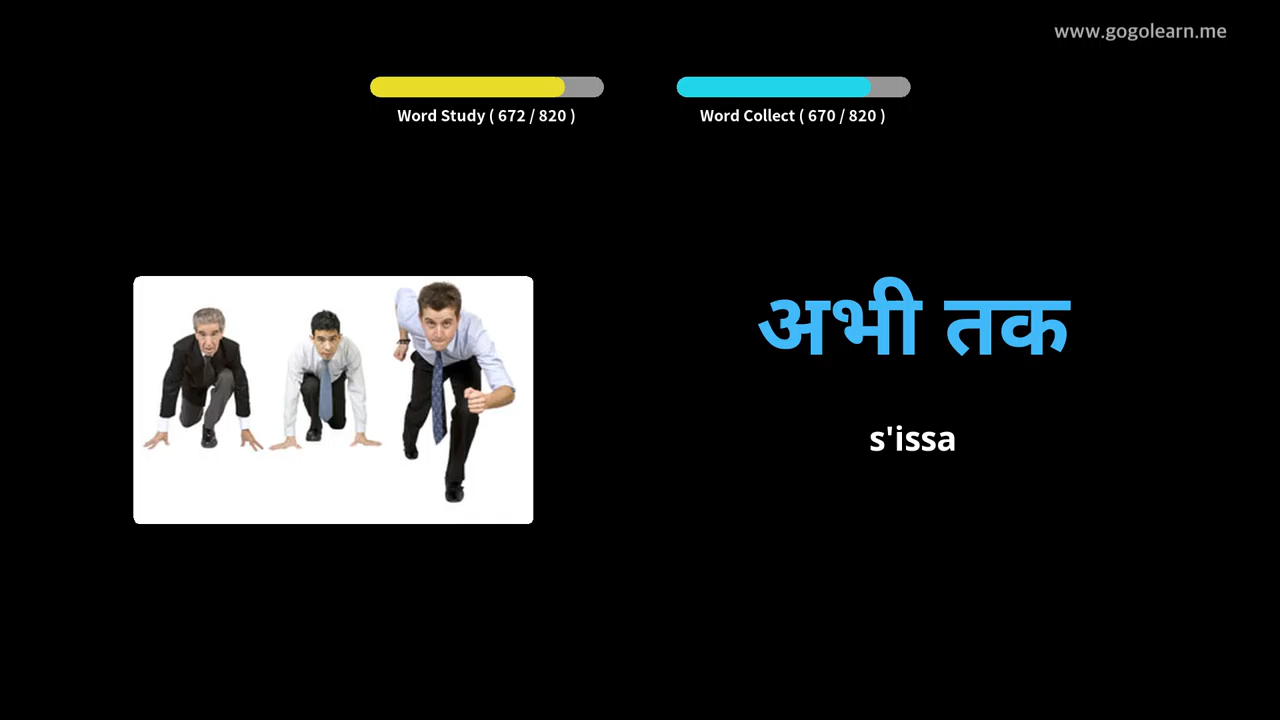 www.gogolearn.me
Word Study ( 672 / 820 )
Word Collect ( 670 / 820 )
अभी तक
s'issa